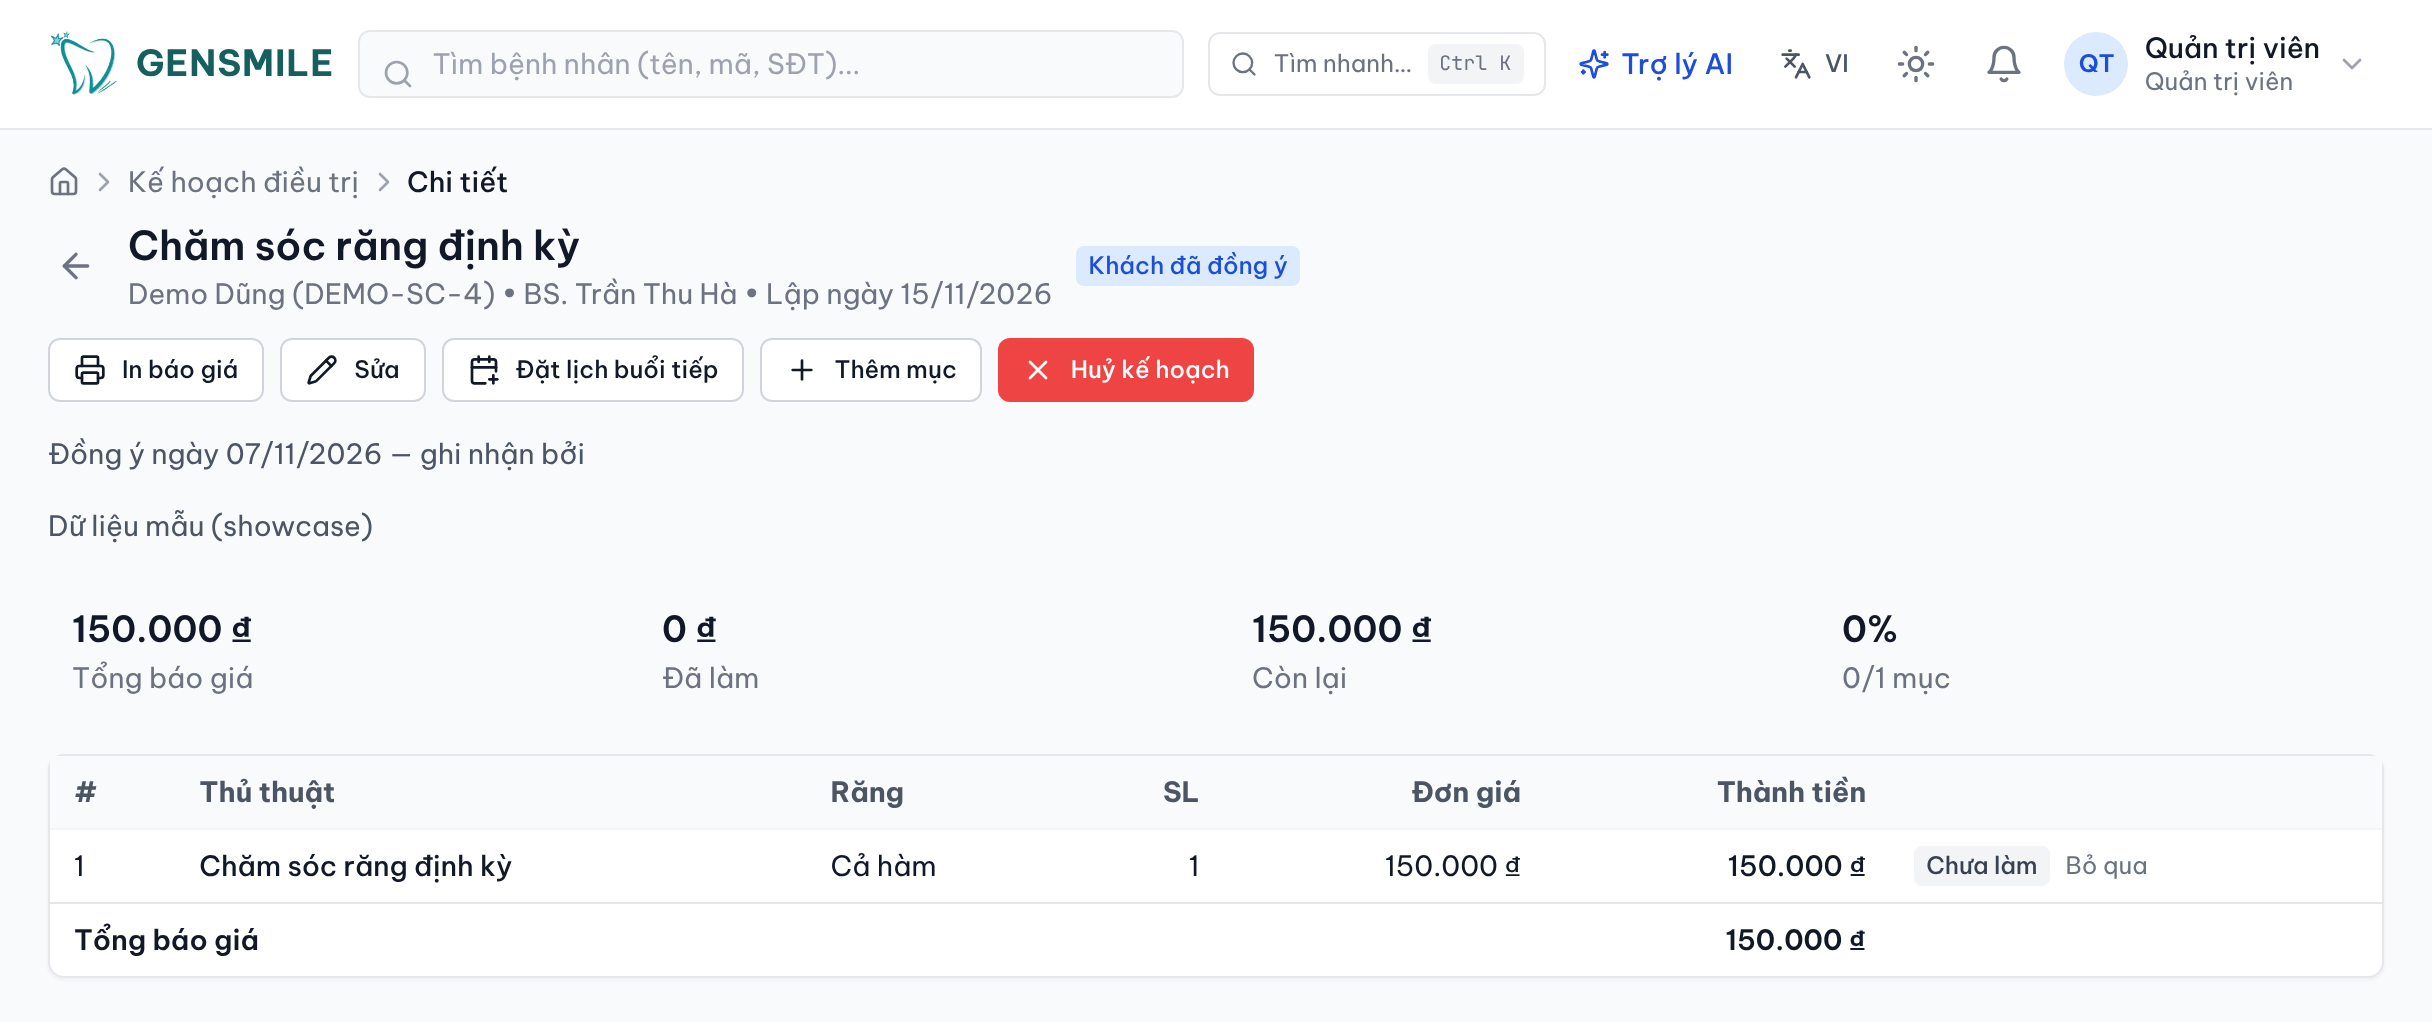 GENSMILE
Tìm bệnh nhân (tên, mã, SĐT)...
Tìm nhanh... Ctrl K
Trợ lý AI
VI
QT
Quản trị viên
Quản trị viên
Kế hoạch điều trị > Chi tiết
Chăm sóc răng định kỳ
Demo Dũng (DEMO-SC-4) • BS. Trần Thu Hà • Lập ngày 15/11/2026
Khách đã đồng ý
In báo giá
Sửa
Đặt lịch buổi tiếp
Thêm mục
Huỷ kế hoạch
Đồng ý ngày 07/11/2026 — ghi nhận bởi
Dữ liệu mẫu (showcase)
150.000 ₫
Tổng báo giá
0 ₫
Đã làm
150.000 ₫
Còn lại
0%
0/1 mục
# Thủ thuật Răng SL Đơn giá Thành tiền
1 Chăm sóc răng định kỳ Cả hàm 1 150.000 ₫ 150.000 ₫ Chưa làm Bỏ qua
Tổng báo giá 150.000 ₫